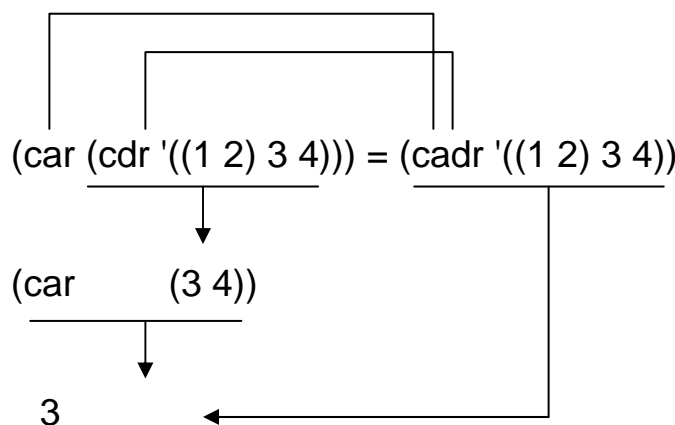 (car (cdr '((1 2) 3 4))) = (cadr '((1 2) 3 4))
(car (3 4))
3